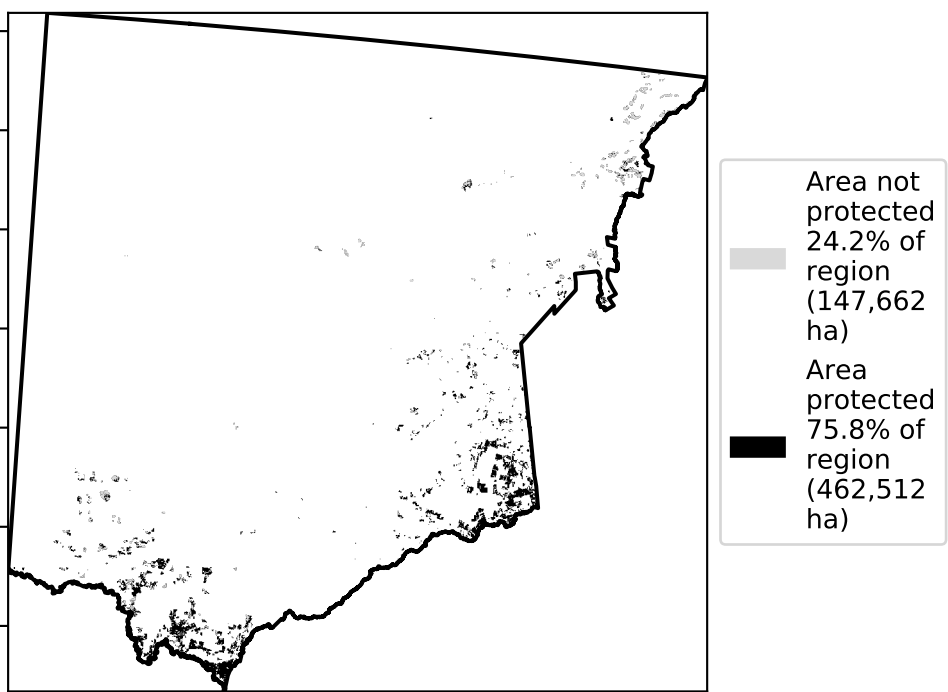 Area not
protected
24.2% of
region
(147,662
ha)
Area
protected
75.8% of
region
(462,512
ha)